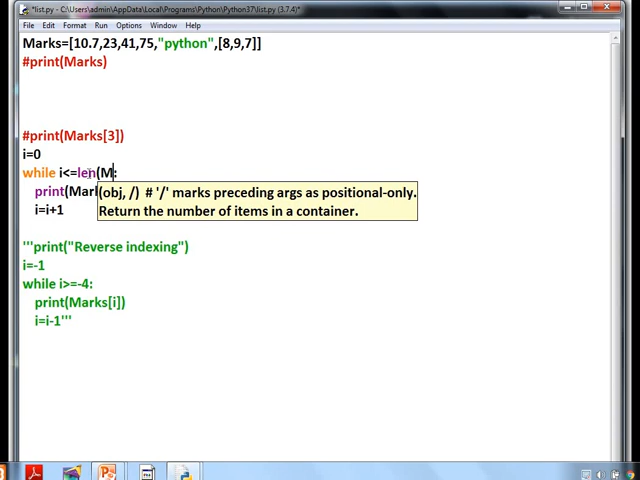 *list.py - C:\Users\admin\AppData\Local\Programs\Python\Python37\list.py (3.7.4)*
File Edit Format Run Options Window Help
Marks=[10.7,23,41,75,"python",[8,9,7]]
#print(Marks)
#print(Marks[3])
i=0
while i<=len(M:
print(Mar
(obj, /) # '/' marks preceding args as positional-only.
Return the number of items in a container.
i=i+1
'''print("Reverse indexing")
i=-1
while i>=-4:
print(Marks[i])
i=i-1'''